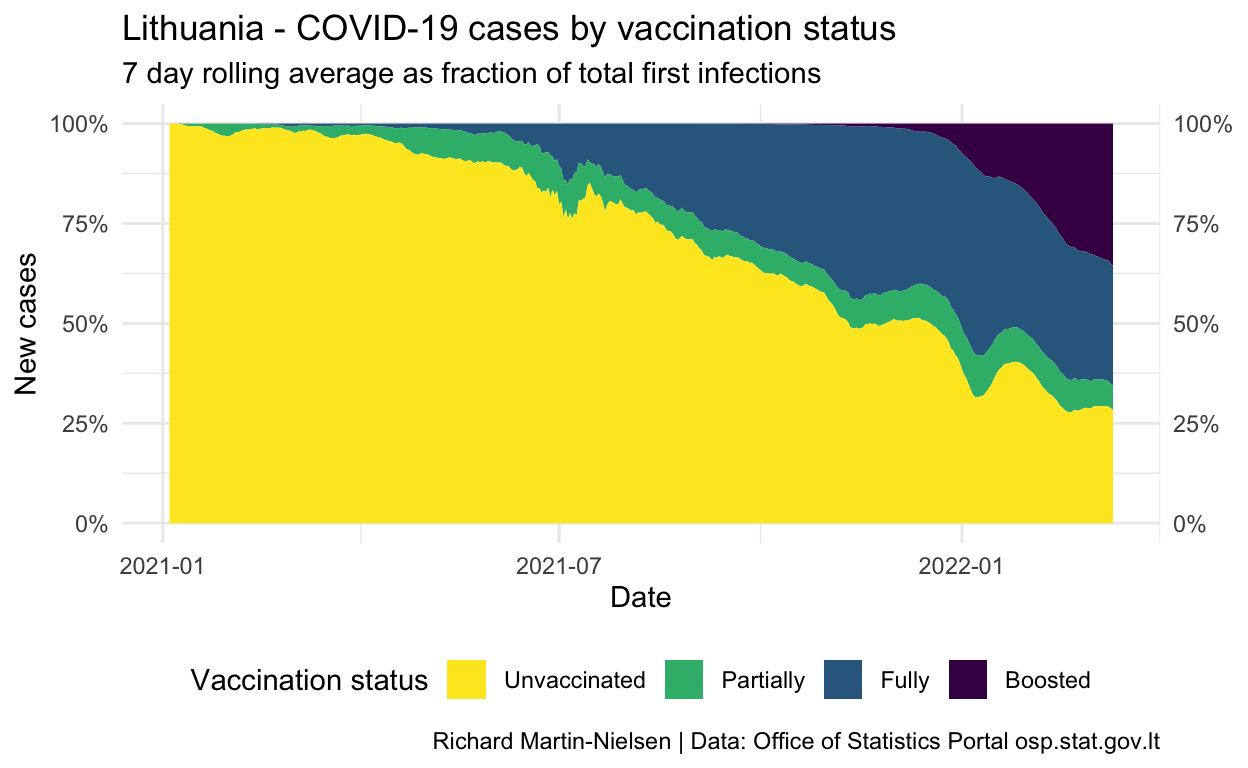 Lithuania - COVID-19 cases by vaccination status
7 day rolling average as fraction of total first infections
100% 100%
75% 75%
50% 50%
25% 25%
0% 0%
New cases
2021-01 2021-07 2022-01
Date
Vaccination status Unvaccinated Partially Fully Boosted
Richard Martin-Nielsen | Data: Office of Statistics Portal osp.stat.gov.lt